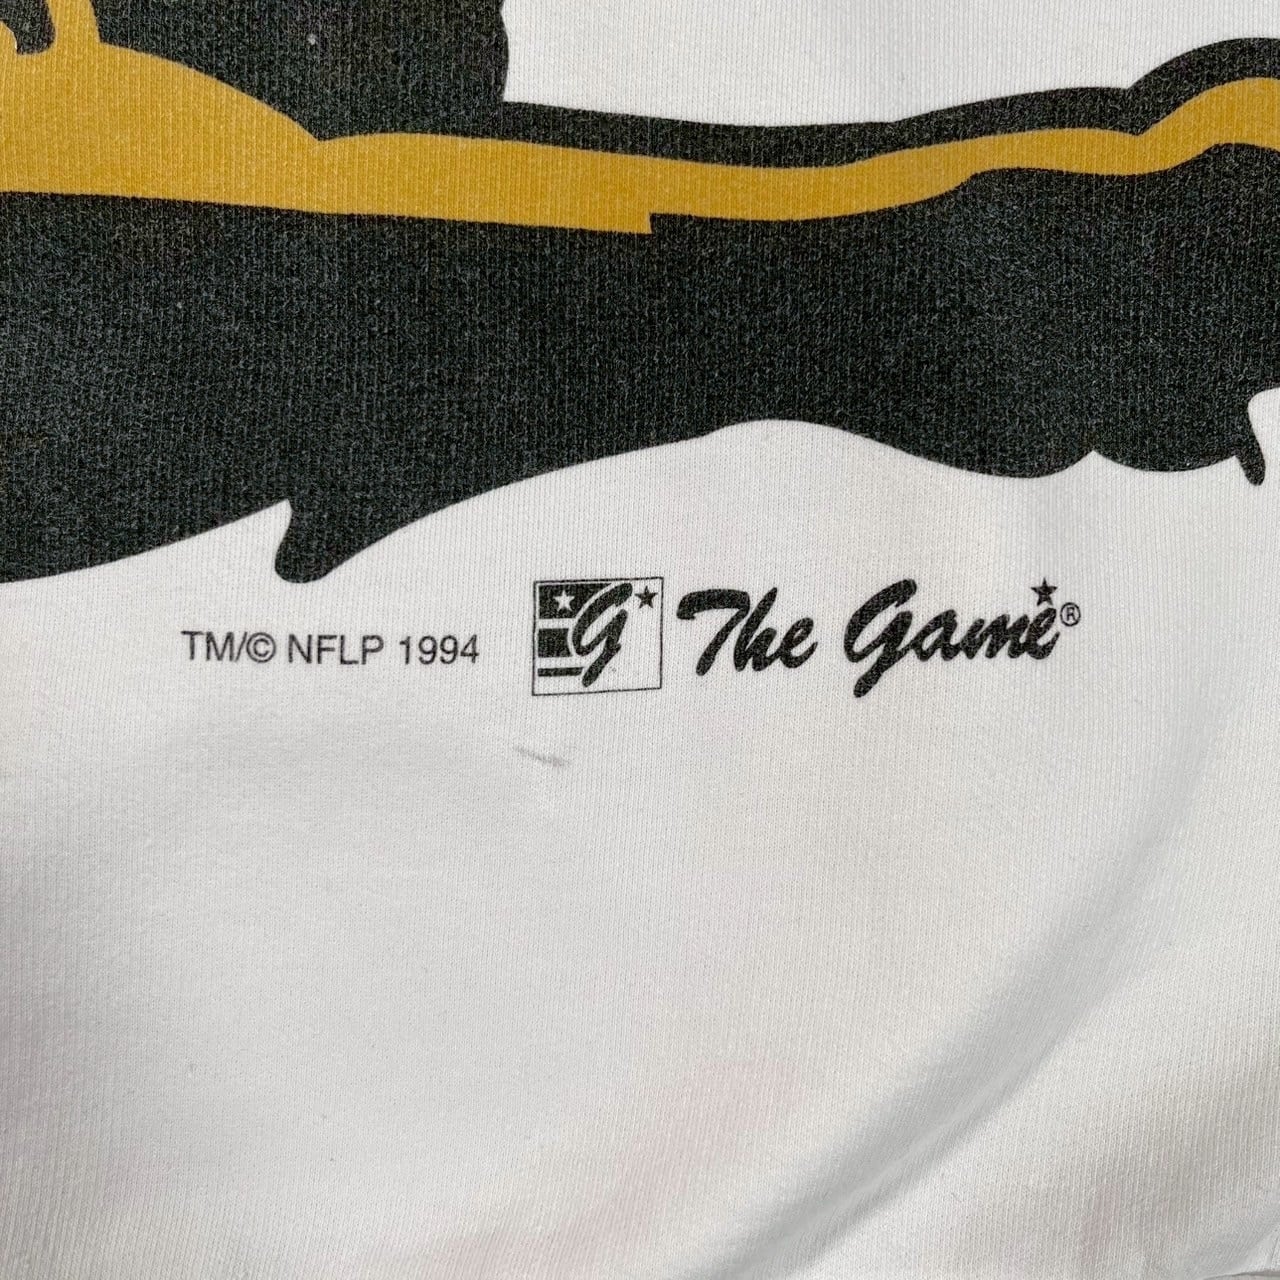 TM/© NFLP 1994 G The Game®